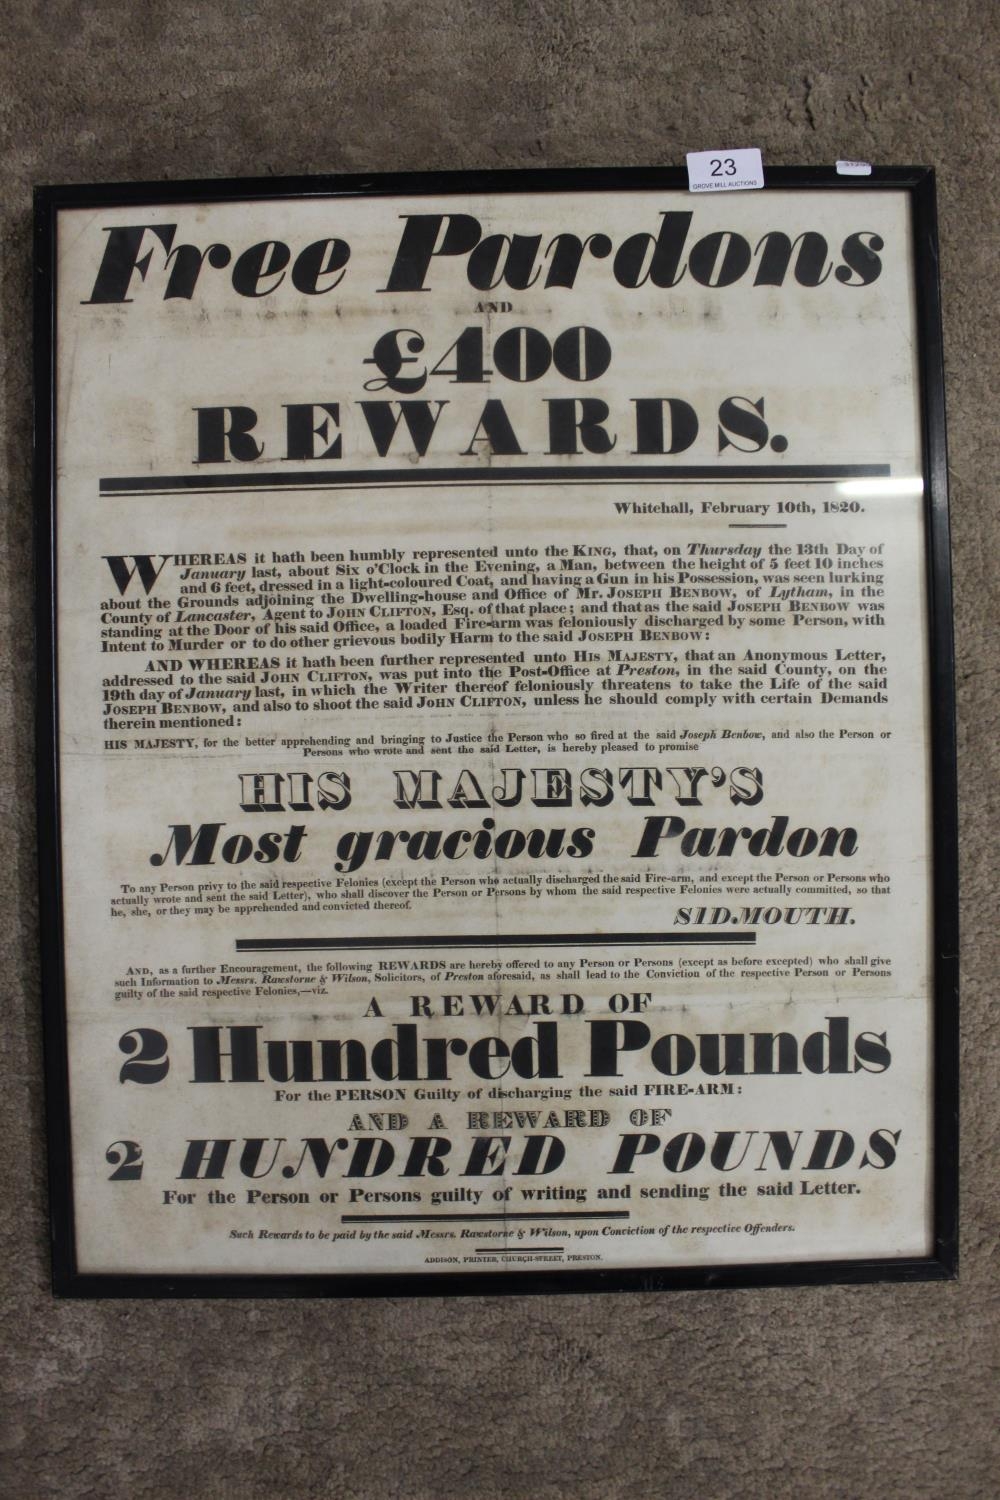 23
GROVE MILL AUCTIONS
Free Pardons
AND
£400
REWARDS.
Whitehall, February 10th, 1820.
WHEREAS it hath been humbly represented unto the KING, that, on Thursday the 13th Day of
January last, about Six o'Clock in the Evening, a Man, between the height of 5 feet 10 inches
and 6 feet, dressed in a light-coloured Coat, and having a Gun in his Possession, was seen lurking
about the Grounds adjoining the Dwelling-house and Office of Mr. JOSEPH BENBOW, of Lytham, in the
County of Lancaster, Agent to JOHN CLIFTON, Esq. of that place; and that as the said JOSEPH BENBOW was
standing at the Door of his said Office, a loaded Fire-arm was feloniously discharged by some Person, with
Intent to Murder or to do other grievous bodily Harm to the said JOSEPH BENBOW:
AND WHEREAS it hath been further represented unto HIS MAJESTY, that an Anonymous Letter,
addressed to the said JOHN CLIFTON, was put into the Post-Office at Preston, in the said County, on the
19th day of January last, in which the Writer thereof feloniously threatens to take the Life of the said
JOSEPH BENBOW, and also to shoot the said JOHN CLIFTON, unless he should comply with certain Demands
therein mentioned:
HIS MAJESTY, for the better apprehending and bringing to Justice the Person who so fired at the said Joseph Benbow, and also the Person or
Persons who wrote and sent the said Letter, is hereby pleased to promise
HIS MAJESTY'S
Most gracious Pardon
To any Person privy to the said respective Felonies (except the Person who actually discharged the said Fire-arm, and except the Person or Persons who
actually wrote and sent the said Letter), who shall discover the Person or Persons by whom the said respective Felonies were actually committed, so that
he, she, or they may be apprehended and convicted thereof.
SIDMOUTH.
AND, as a further Encouragement, the following REWARDS are hereby offered to any Person or Persons (except as before excepted) who shall give
such Information to Messrs. Rawstorne & Wilson, Solicitors, of Preston aforesaid, as shall lead to the Conviction of the respective Person or Persons
guilty of the said respective Felonies,—viz.
A REWARD OF
2 Hundred Pounds
For the PERSON Guilty of discharging the said FIRE-ARM:
AND A REWARD OF
2 HUNDRED POUNDS
For the Person or Persons guilty of writing and sending the said Letter.
Such Rewards to be paid by the said Messrs. Rawstorne & Wilson, upon Conviction of the respective Offenders.
ADDISON, PRINTER, CHURCH-STREET, PRESTON.